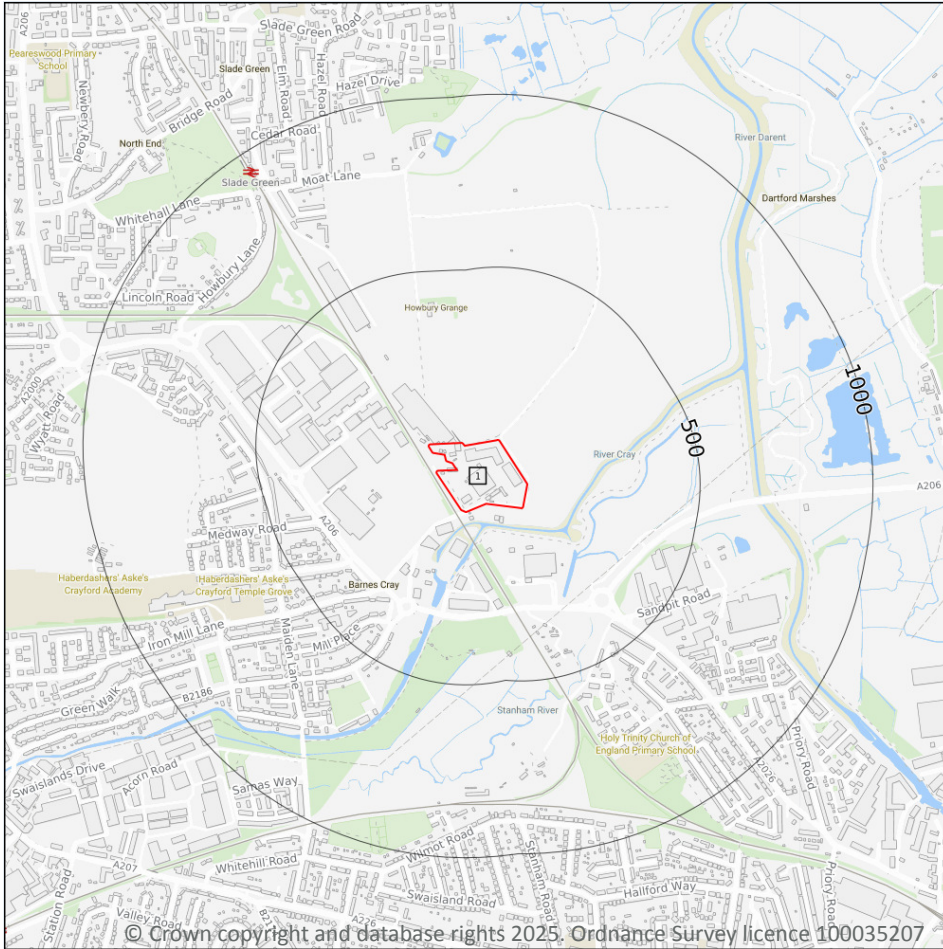 Slade Green Road
Peareswood Primary
School
Slade Green
Elm Road
Hazel Road
Hazel Drive
Newbery Road
Bridge Road
Cedar Road
North End
River Darent
Slade Green
Moat Lane
Dartford Marshes
Whitehall Lane
Howbury Lane
Lincoln Road
Howbury Grange
A2000
Wyatt Road
1000
500
1
River Cray
A206
A206
Medway Road
Haberdashers' Aske's
Crayford Academy
Haberdashers' Aske's
Crayford Temple Grove
Barnes Cray
Sandpit Road
Iron Mill Lane
Maiden Lane
Mill Place
Green Walk
B2186
Stanham River
Holy Trinity Church of
England Primary School
Priory Road
A2026
Swaislands Drive
Acorn Road
Samas Way
Wilmot Road
A207
Whitehill Road
Stanham Road
Station Road
Swaisland Road
Hallford Way
Priory Road
Valley Road
A226
© Crown copyright and database rights 2025. Ordnance Survey licence 100035207